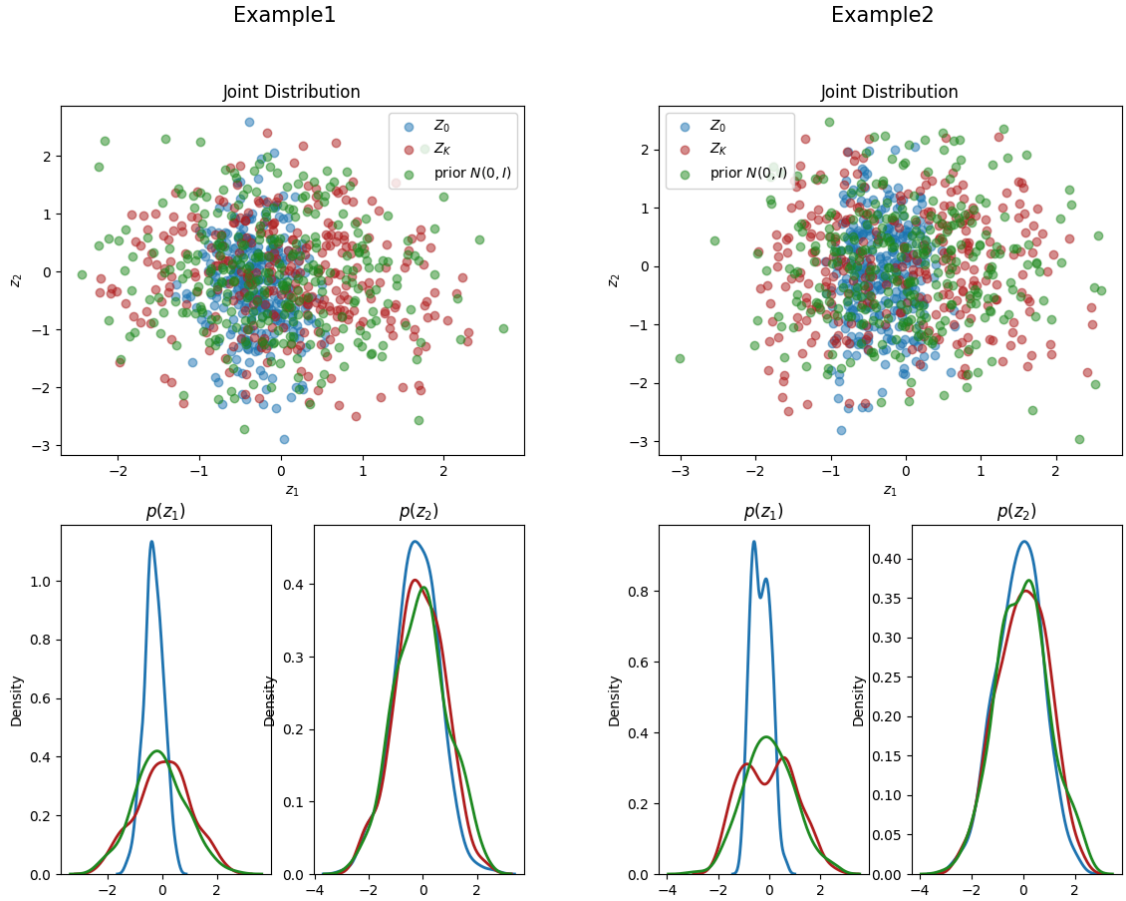 Example1
Example2
Joint Distribution
Z_0
Z_K
prior N(0, I)
z_2
2
1
0
−1
−2
−3
−2
−1
0
1
2
z_1
Joint Distribution
Z_0
Z_K
prior N(0, I)
z_2
2
1
0
−1
−2
−3
−3
−2
−1
0
1
2
z_1
p(z_1)
Density
1.0
0.8
0.6
0.4
0.2
0.0
−2
0
2
p(z_2)
Density
0.4
0.3
0.2
0.1
0.0
−4
−2
0
2
p(z_1)
Density
0.8
0.6
0.4
0.2
0.0
−4
−2
0
2
p(z_2)
Density
0.40
0.35
0.30
0.25
0.20
0.15
0.10
0.05
0.00
−4
−2
0
2